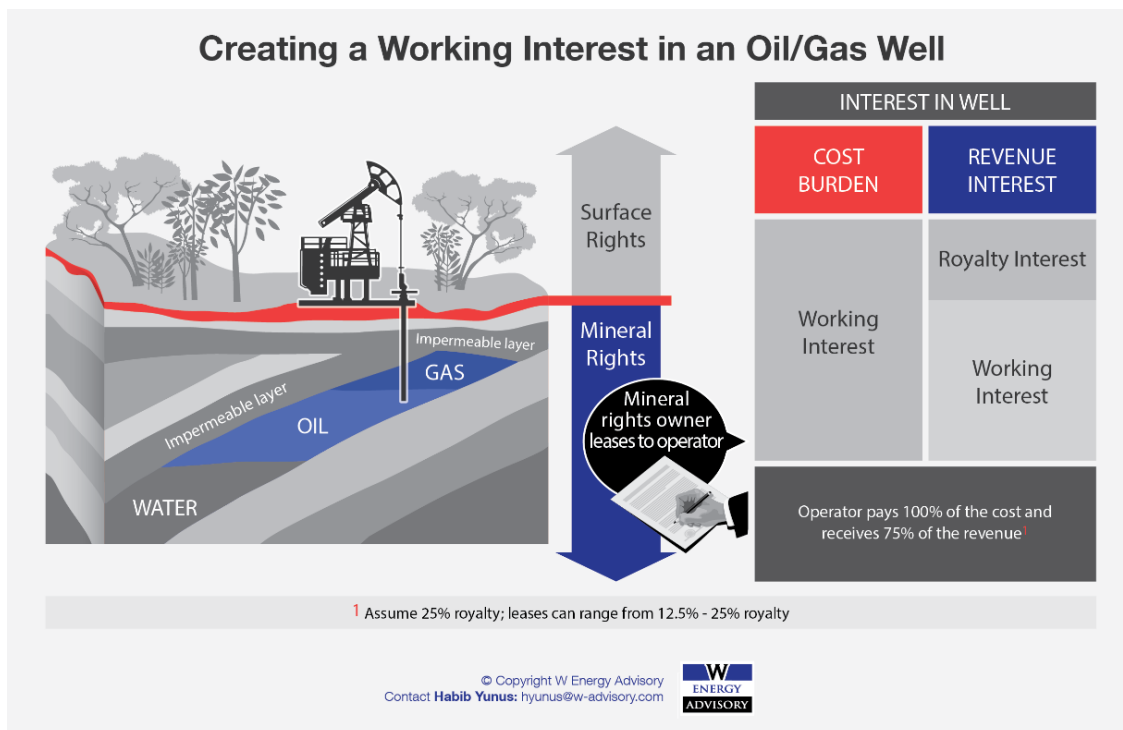 Creating a Working Interest in an Oil/Gas Well
INTEREST IN WELL
COST
BURDEN
REVENUE
INTEREST
Surface
Rights
Royalty Interest
Working
Interest
Working
Interest
Mineral
Rights
Impermeable layer
GAS
Impermeable layer
OIL
WATER
Mineral
rights owner
leases to operator
Operator pays 100% of the cost and
receives 75% of the revenue1
1 Assume 25% royalty; leases can range from 12.5% - 25% royalty
© Copyright W Energy Advisory
Contact Habib Yunus: hyunus@w-advisory.com
W
ENERGY
ADVISORY